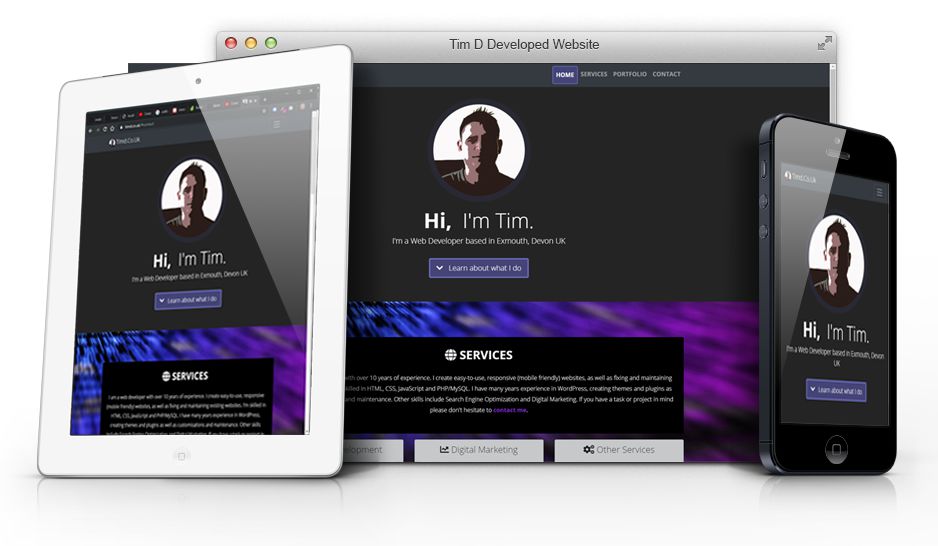 Tim D Developed Website
HOME SERVICES PORTFOLIO CONTACT
Hi, I'm Tim.
I'm a Web Developer based in Exmouth, Devon UK
Learn about what I do
SERVICES
with over 10 years of experience. I create easy-to-use, responsive (mobile friendly) websites, as well as fixing and maintaining
skilled in HTML, CSS, JavaScript and PHP/MySQL. I have many years experience in WordPress, creating themes and plugins as
and maintenance. Other skills include Search Engine Optimization and Digital Marketing. If you have a task or project in mind
please don't hesitate to contact me.
Digital Marketing
Other Services
Timd.Co.Uk
Hi, I'm Tim.
I'm a Web Developer based in Exmouth, Devon UK
Learn about what I do
SERVICES
I am a web developer with over 10 years of experience. I create easy-to-use, responsive
(mobile friendly) websites, as well as fixing and maintaining existing websites. I'm skilled in
HTML, CSS, JavaScript and PHP/MySQL. I have many years experience in WordPress,
creating themes and plugins as well as customisations and maintenance. Other skills
Timd.Co.Uk
Hi, I'm Tim.
I'm a Web Developer based in Exmouth, Devon
UK
Learn about what I do